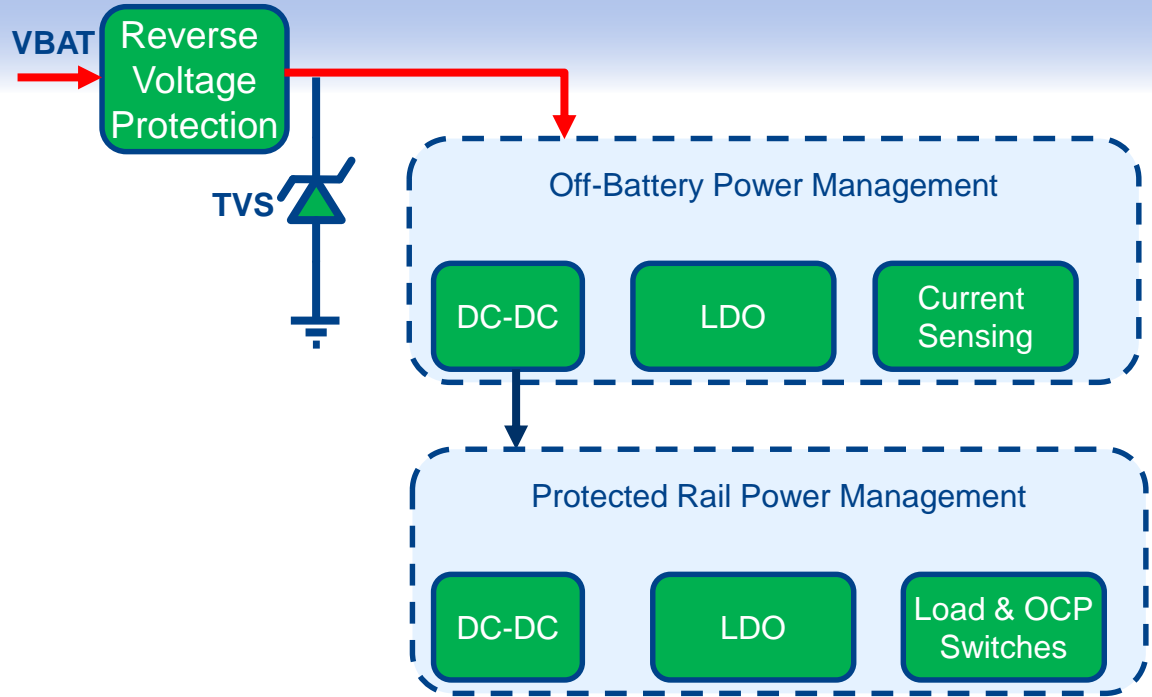 VBAT
Reverse
Voltage
Protection
TVS
Off-Battery Power Management
DC-DC
LDO
Current
Sensing
Protected Rail Power Management
DC-DC
LDO
Load & OCP
Switches